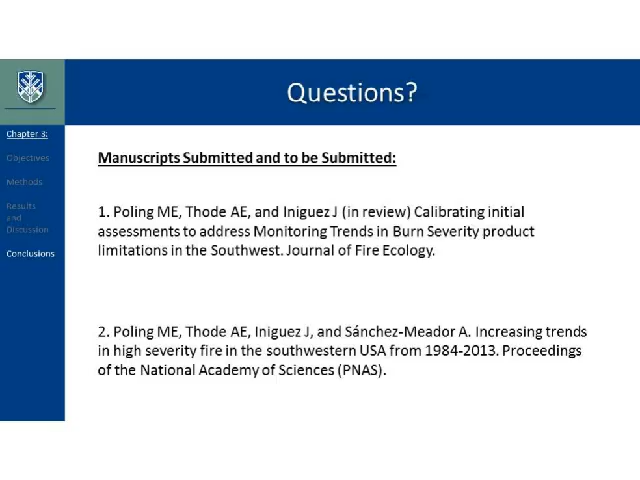 Questions?
Chapter 3:
Objectives
Methods
Results
and
Discussion
Conclusions
Manuscripts Submitted and to be Submitted:
1. Poling ME, Thode AE, and Iniguez J (in review) Calibrating initial
assessments to address Monitoring Trends in Burn Severity product
limitations in the Southwest. Journal of Fire Ecology.
2. Poling ME, Thode AE, Iniguez J, and Sánchez-Meador A. Increasing trends
in high severity fire in the southwestern USA from 1984-2013. Proceedings
of the National Academy of Sciences (PNAS).